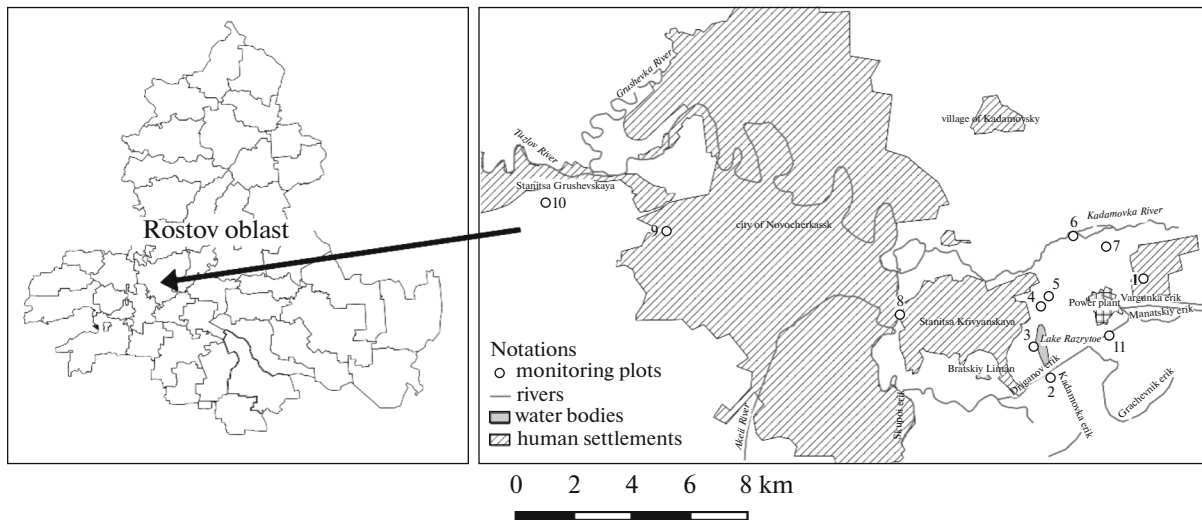 Rostov oblast
Grushevka River
Tuzlov River
village of Kadamovsky
Stanitsa Grushevskaya
10
9
city of Novocherkassk
6
Kadamovka River
7
1
5
4
8
Power plant
Vargunka erik
Manatskiy erik
Stanitsa Krivyanskaya
3
Lake Razrytoe
11
Bratskiy Liman
Driganov erik
2
Kadamovka erik
Grachevnik erik
Skupoi erik
Akeii River
Notations
monitoring plots
rivers
water bodies
human settlements
0 2 4 6 8 km